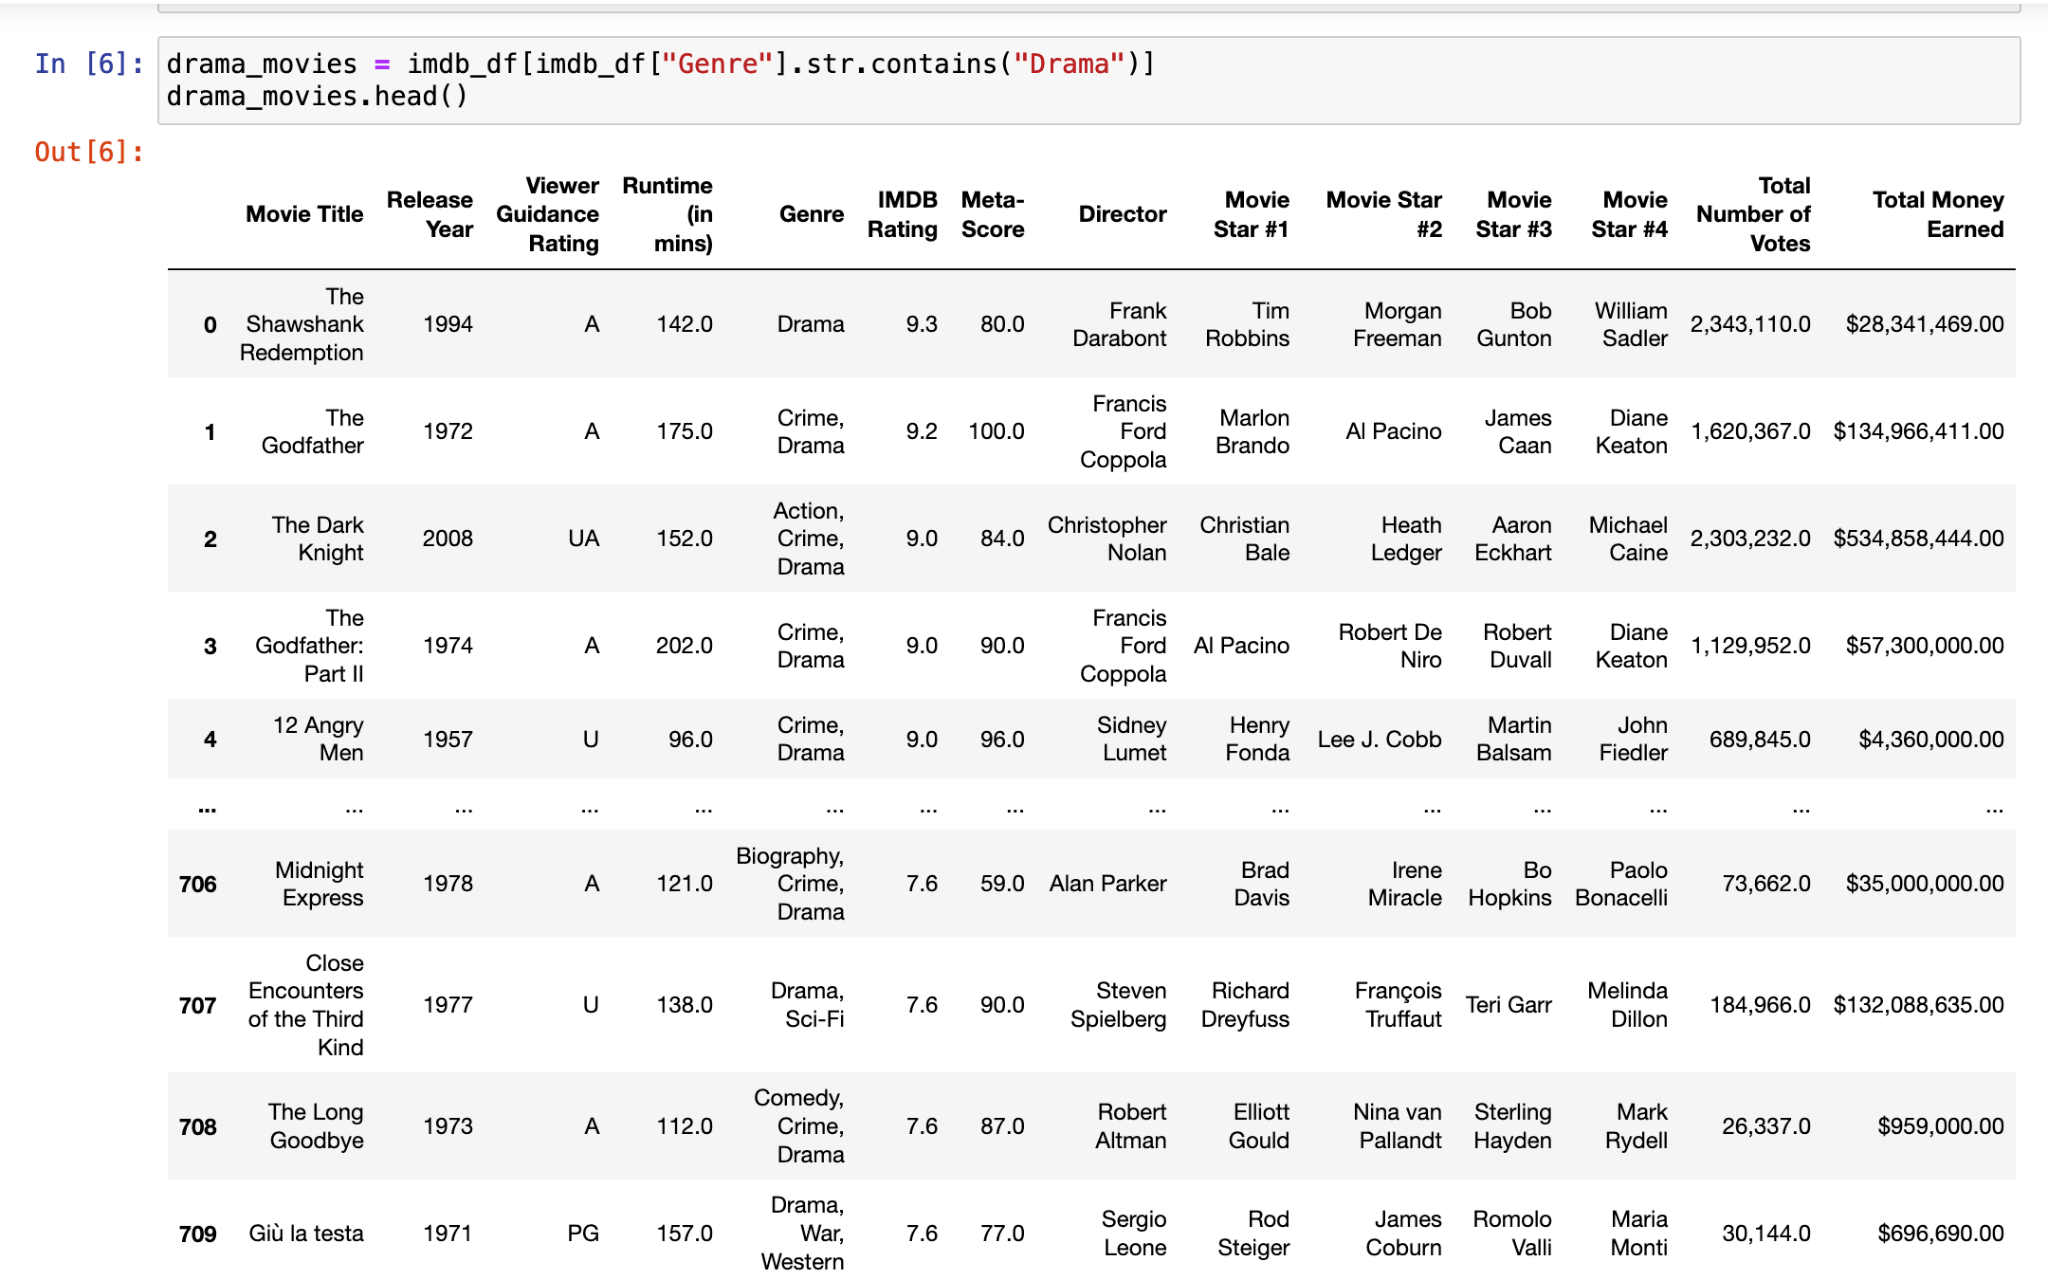 In [6]: drama_movies = imdb_df[imdb_df["Genre"].str.contains("Drama")]
drama_movies.head()
Out[6]:
Movie Title Release Year Viewer Guidance Rating Runtime (in mins) Genre IMDB Rating Meta-Score Director Movie Star #1 Movie Star #2 Movie Star #3 Movie Star #4 Total Number of Votes Total Money Earned
0 The Shawshank Redemption 1994 A 142.0 Drama 9.3 80.0 Frank Darabont Tim Robbins Morgan Freeman Bob Gunton William Sadler 2,343,110.0 $28,341,469.00
1 The Godfather 1972 A 175.0 Crime, Drama 9.2 100.0 Francis Ford Coppola Marlon Brando Al Pacino James Caan Diane Keaton 1,620,367.0 $134,966,411.00
2 The Dark Knight 2008 UA 152.0 Action, Crime, Drama 9.0 84.0 Christopher Nolan Christian Bale Heath Ledger Aaron Eckhart Michael Caine 2,303,232.0 $534,858,444.00
3 The Godfather: Part II 1974 A 202.0 Crime, Drama 9.0 90.0 Francis Ford Coppola Al Pacino Robert De Niro Robert Duvall Diane Keaton 1,129,952.0 $57,300,000.00
4 12 Angry Men 1957 U 96.0 Crime, Drama 9.0 96.0 Sidney Lumet Henry Fonda Lee J. Cobb Martin Balsam John Fiedler 689,845.0 $4,360,000.00
... ... ... ... ... ... ... ... ... ... ... ... ... ... ...
706 Midnight Express 1978 A 121.0 Biography, Crime, Drama 7.6 59.0 Alan Parker Brad Davis Irene Miracle Bo Hopkins Paolo Bonacelli 73,662.0 $35,000,000.00
707 Close Encounters of the Third Kind 1977 U 138.0 Drama, Sci-Fi 7.6 90.0 Steven Spielberg Richard Dreyfuss François Truffaut Teri Garr Melinda Dillon 184,966.0 $132,088,635.00
708 The Long Goodbye 1973 A 112.0 Comedy, Crime, Drama 7.6 87.0 Robert Altman Elliott Gould Nina van Pallandt Sterling Hayden Mark Rydell 26,337.0 $959,000.00
709 Giù la testa 1971 PG 157.0 Drama, War, Western 7.6 77.0 Sergio Leone Rod Steiger James Coburn Romolo Valli Maria Monti 30,144.0 $696,690.00